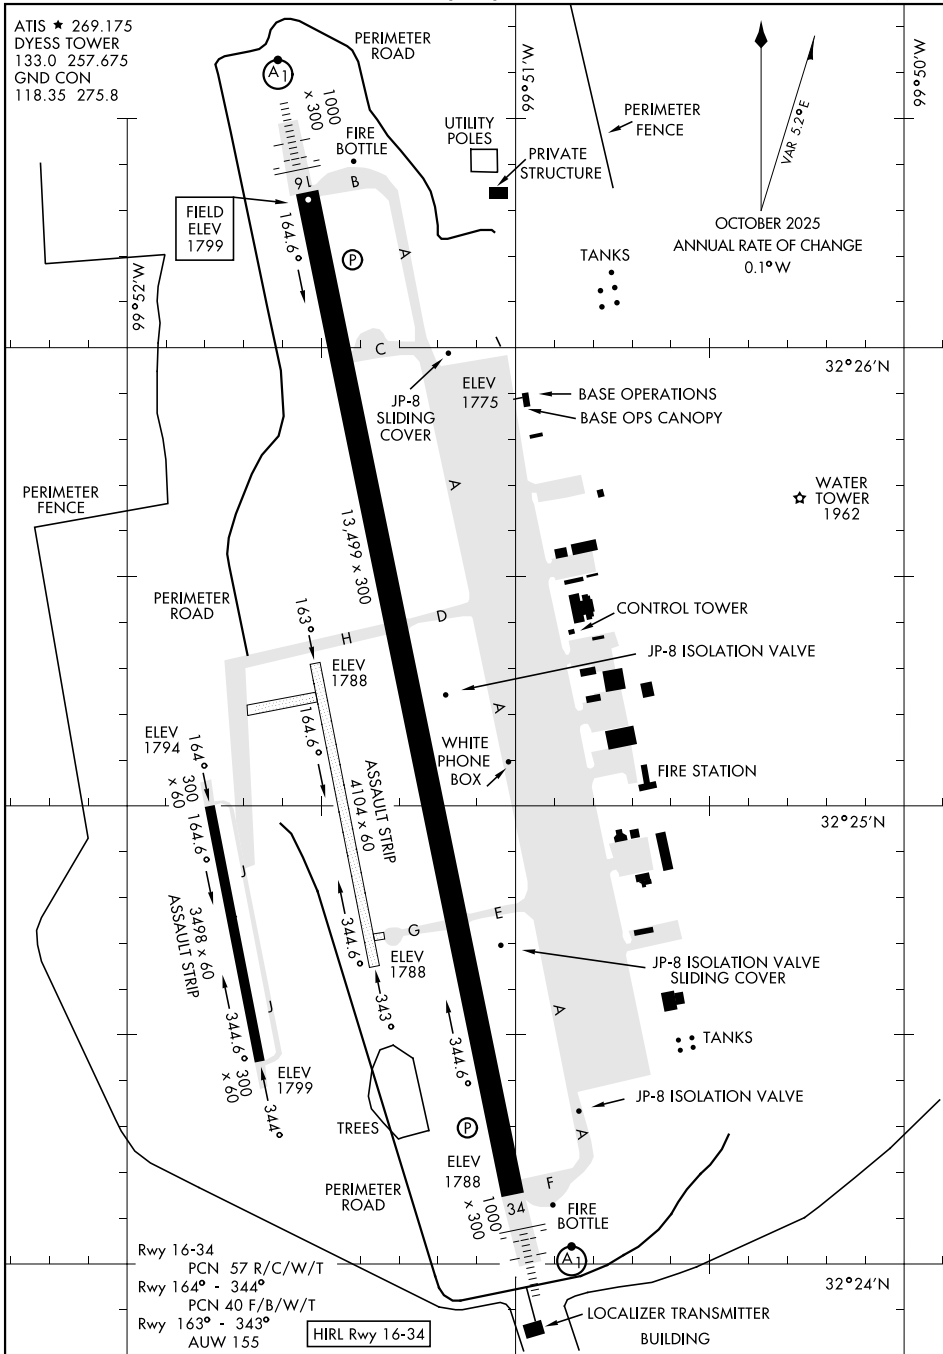 ATIS ★ 269.175
DYESS TOWER
133.0 257.675
GND CON
118.35 275.8
PERIMETER
ROAD
A1
1000
x 300
FIRE
BOTTLE
UTILITY
POLES
PRIVATE
STRUCTURE
99°51'W
PERIMETER
FENCE
VAR 5.2°E
99°50'W
OCTOBER 2025
ANNUAL RATE OF CHANGE
0.1°W
FIELD
ELEV
1799
16
B
164.6°
P
A
TANKS
99°52'W
C
32°26'N
JP-8
SLIDING
COVER
ELEV
1775
BASE OPERATIONS
BASE OPS CANOPY
A
WATER
TOWER
1962
PERIMETER
FENCE
13,499 x 300
PERIMETER
ROAD
163°
H
D
CONTROL TOWER
ELEV
1788
JP-8 ISOLATION VALVE
164.6°
A
ELEV
1794
164°
300
x 60
WHITE
PHONE
BOX
FIRE STATION
ASSAULT STRIP
4104 x 60
32°25'N
164.6°
J
3498 x 60
ASSAULT STRIP
344.6°
G
E
ELEV
1788
JP-8 ISOLATION VALVE
SLIDING COVER
343°
J
A
344.6°
300
x 60
ELEV
1799
344°
344.6°
TANKS
TREES
P
JP-8 ISOLATION VALVE
A
ELEV
1788
PERIMETER
ROAD
1000
x 300
34
F
FIRE
BOTTLE
A1
Rwy 16-34
PCN 57 R/C/W/T
Rwy 164° - 344°
PCN 40 F/B/W/T
Rwy 163° - 343°
AUW 155
HIRL Rwy 16-34
32°24'N
LOCALIZER TRANSMITTER
BUILDING